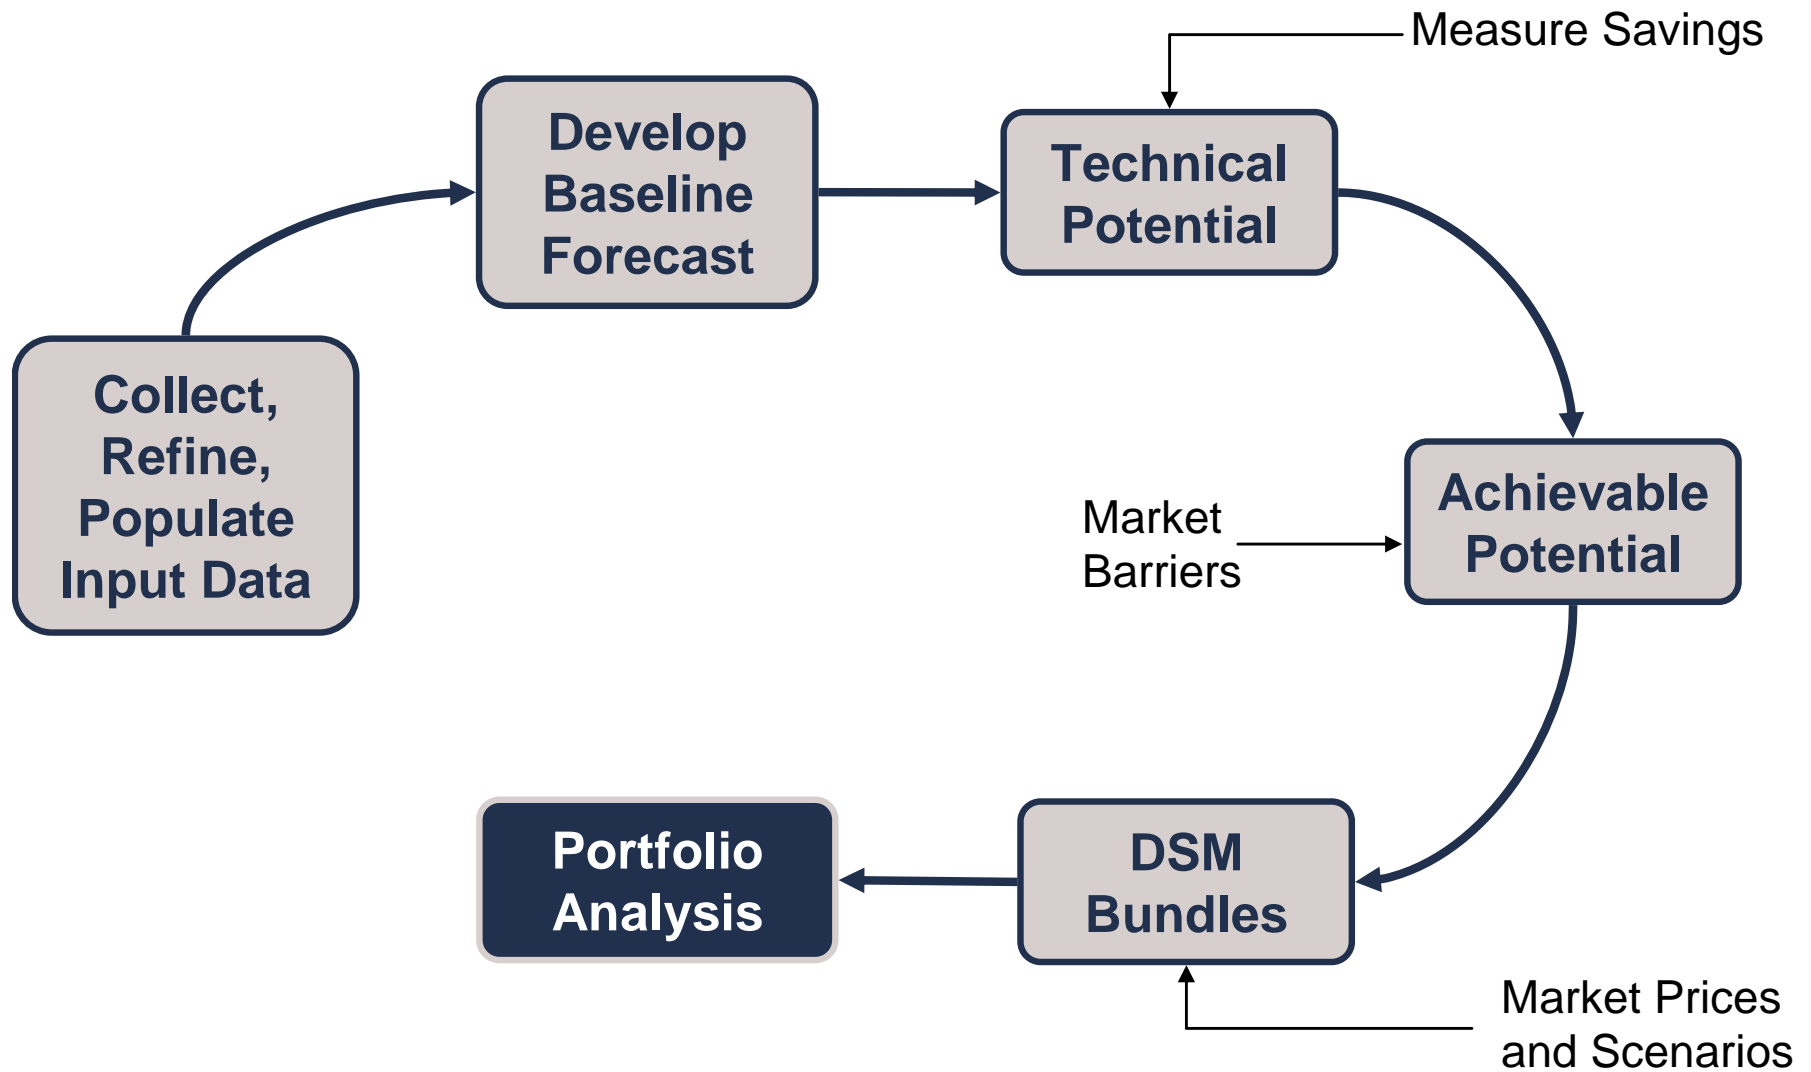 Measure Savings
Develop
Baseline
Forecast
Technical
Potential
Collect,
Refine,
Populate
Input Data
Market
Barriers
Achievable
Potential
Portfolio
Analysis
DSM
Bundles
Market Prices
and Scenarios